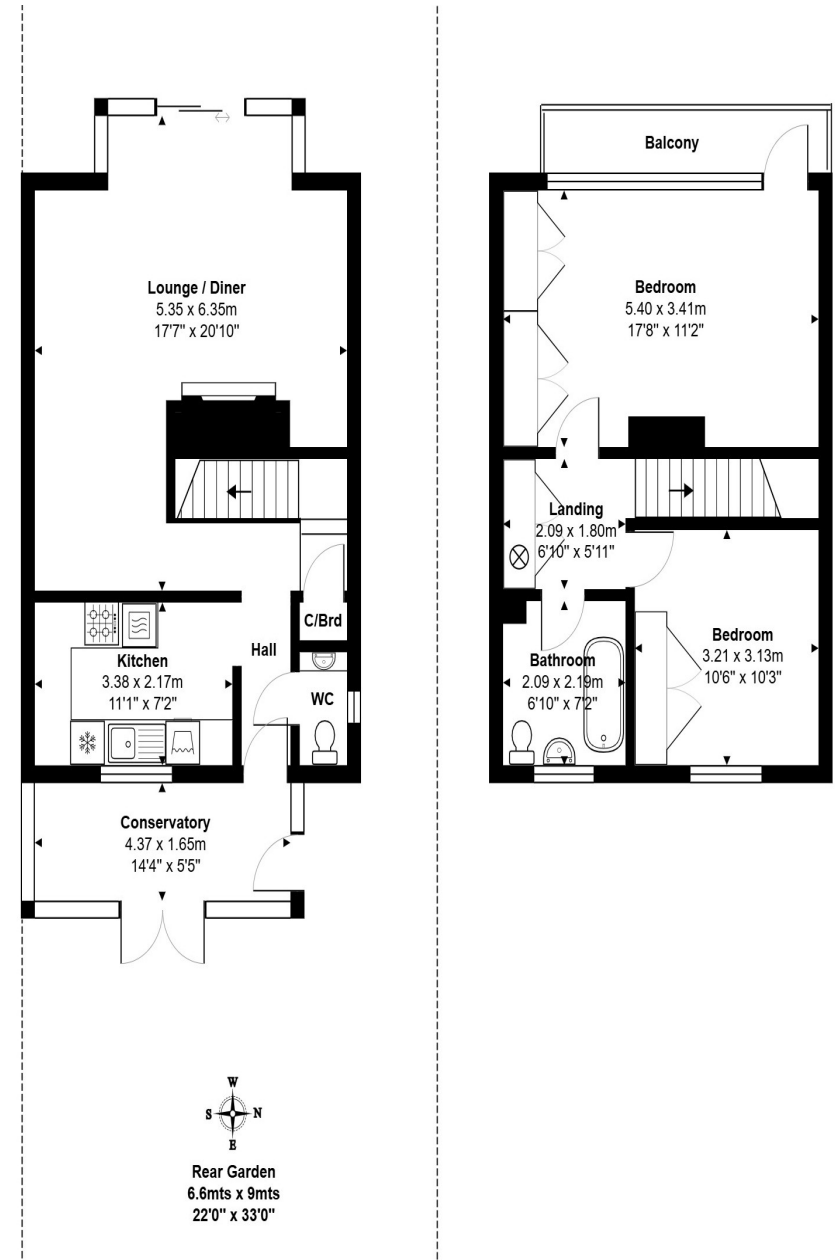 Balcony
Lounge / Diner
5.35 x 6.35m
17'7" x 20'10"
Bedroom
5.40 x 3.41m
17'8" x 11'2"
Landing
2.09 x 1.80m
6'10" x 5'11"
C/Brd
Hall
Kitchen
3.38 x 2.17m
11'1" x 7'2"
WC
Bathroom
2.09 x 2.19m
6'10" x 7'2"
Bedroom
3.21 x 3.13m
10'6" x 10'3"
Conservatory
4.37 x 1.65m
14'4" x 5'5"
W
S N
E
Rear Garden
6.6mts x 9mts
22'0" x 33'0"